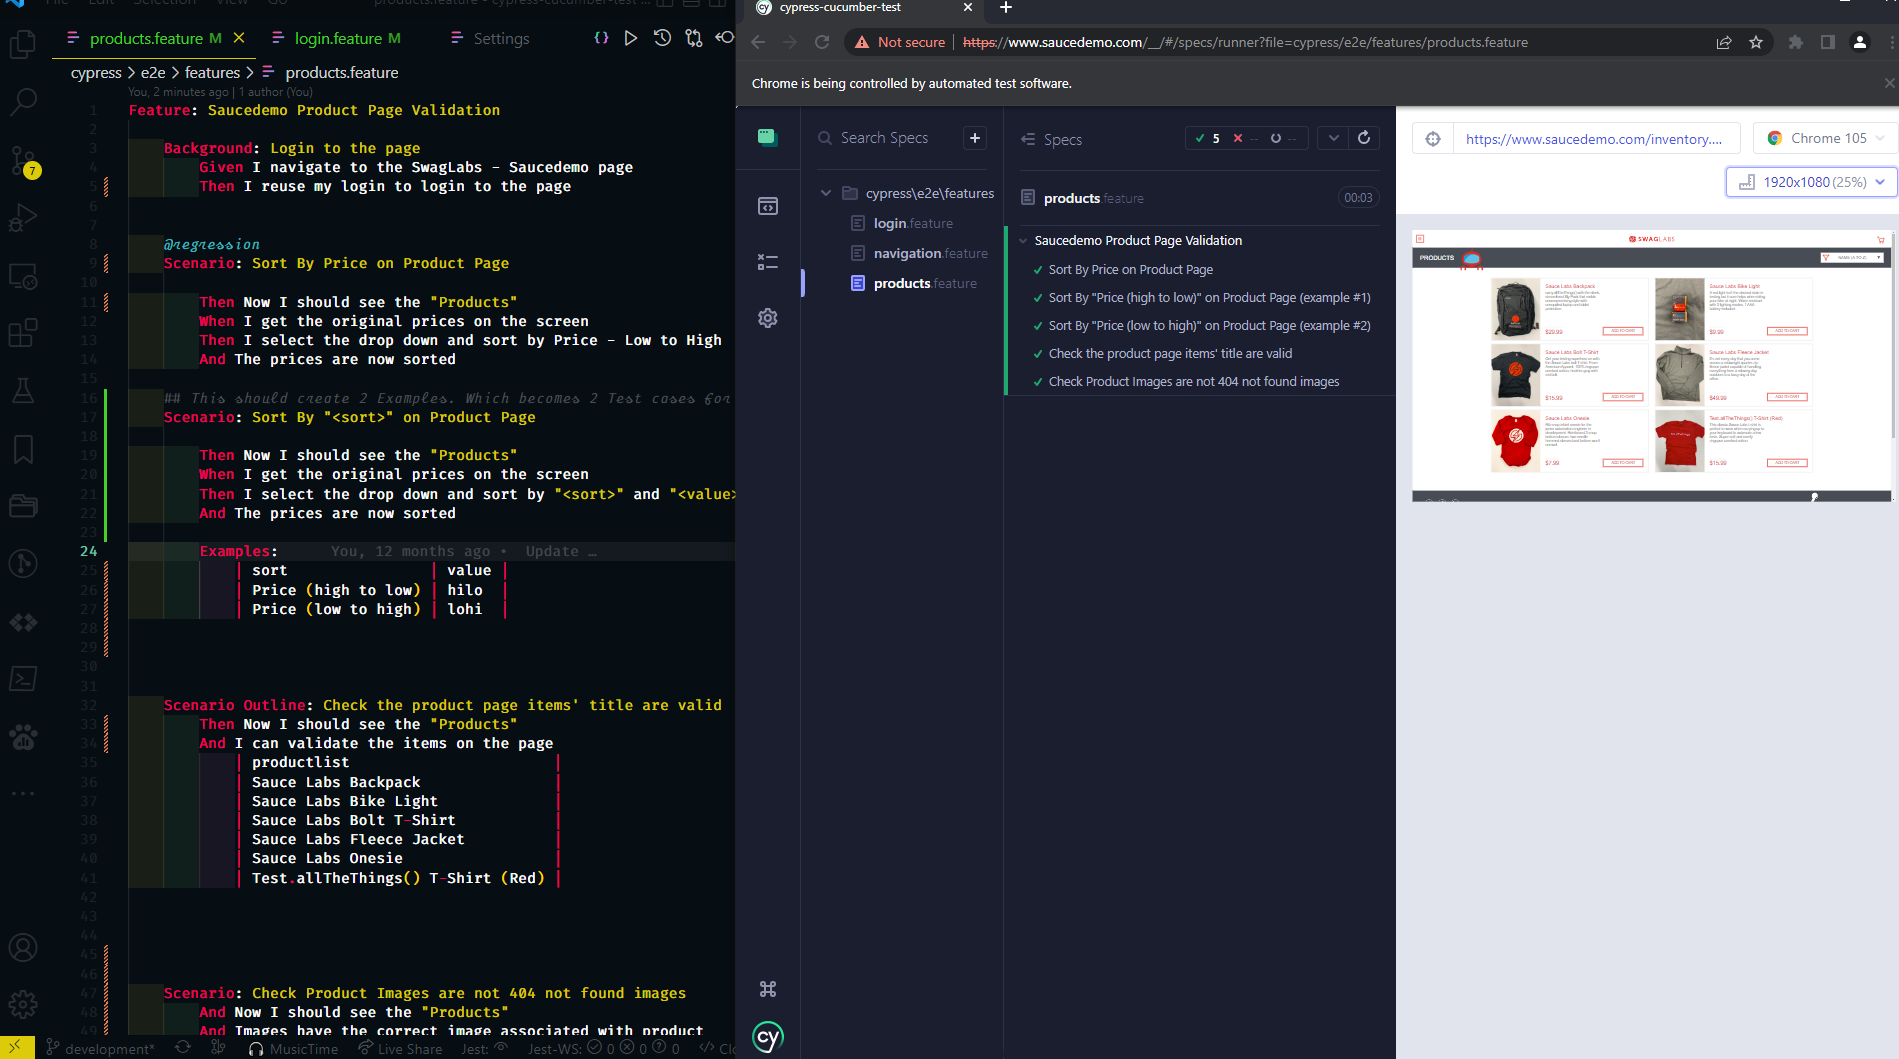 File Edit Selection View Go products.feature - cypress-cucumber-test ...
products.feature M
login.feature M
Settings
cypress > e2e > features > products.feature
You, 2 minutes ago | 1 author (You)
1 Feature: Saucedemo Product Page Validation
2
3 Background: Login to the page
4 Given I navigate to the SwagLabs - Saucedemo page
5 Then I reuse my login to login to the page
6
7
8 @regression
9 Scenario: Sort By Price on Product Page
10
11 Then Now I should see the "Products"
12 When I get the original prices on the screen
13 Then I select the drop down and sort by Price - Low to High
14 And The prices are now sorted
15
16 ## This should create 2 Examples. Which becomes 2 Test cases for
17 Scenario: Sort By "<sort>" on Product Page
18
19 Then Now I should see the "Products"
20 When I get the original prices on the screen
21 Then I select the drop down and sort by "<sort>" and "<value>
22 And The prices are now sorted
23
24 Examples: You, 12 months ago • Update …
25 | sort | value |
26 | Price (high to low) | hilo |
27 | Price (low to high) | lohi |
28
29
30
31
32 Scenario Outline: Check the product page items' title are valid
33 Then Now I should see the "Products"
34 And I can validate the items on the page
35 | productlist |
36 | Sauce Labs Backpack |
37 | Sauce Labs Bike Light |
38 | Sauce Labs Bolt T-Shirt |
39 | Sauce Labs Fleece Jacket |
40 | Sauce Labs Onesie |
41 | Test.allTheThings() T-Shirt (Red) |
42
43
44
45
46
47 Scenario: Check Product Images are not 404 not found images
48 And Now I should see the "Products"
49 And Images have the correct image associated with product
7
development*
MusicTime
Live Share
Jest:
Jest-WS: 0 0 0
Clo
cy cypress-cucumber-test
Not secure | https://www.saucedemo.com/__/#/specs/runner?file=cypress/e2e/features/products.feature
Chrome is being controlled by automated test software.
Search Specs
cypress\e2e\features
login.feature
navigation.feature
products.feature
cy
Specs
5 -- --
products.feature 00:03
Saucedemo Product Page Validation
Sort By Price on Product Page
Sort By "Price (high to low)" on Product Page (example #1)
Sort By "Price (low to high)" on Product Page (example #2)
Check the product page items' title are valid
Check Product Images are not 404 not found images
https://www.saucedemo.com/inventory....
Chrome 105
1920x1080 (25%)
SWAGLABS
PRODUCTS
NAME (A TO Z)
Sauce Labs Backpack
$29.99
ADD TO CART
Sauce Labs Bike Light
$9.99
ADD TO CART
Sauce Labs Bolt T-Shirt
$15.99
ADD TO CART
Sauce Labs Fleece Jacket
$49.99
ADD TO CART
Sauce Labs Onesie
$7.99
ADD TO CART
Test.allTheThings() T-Shirt (Red)
$15.99
ADD TO CART